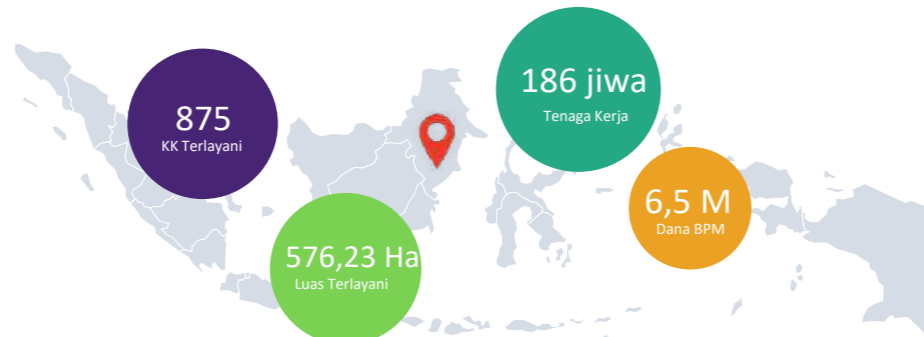 875
KK Terlayani
186 jiwa
Tenaga Kerja
6,5 M
Dana BPM
576,23 Ha
Luas Terlayani